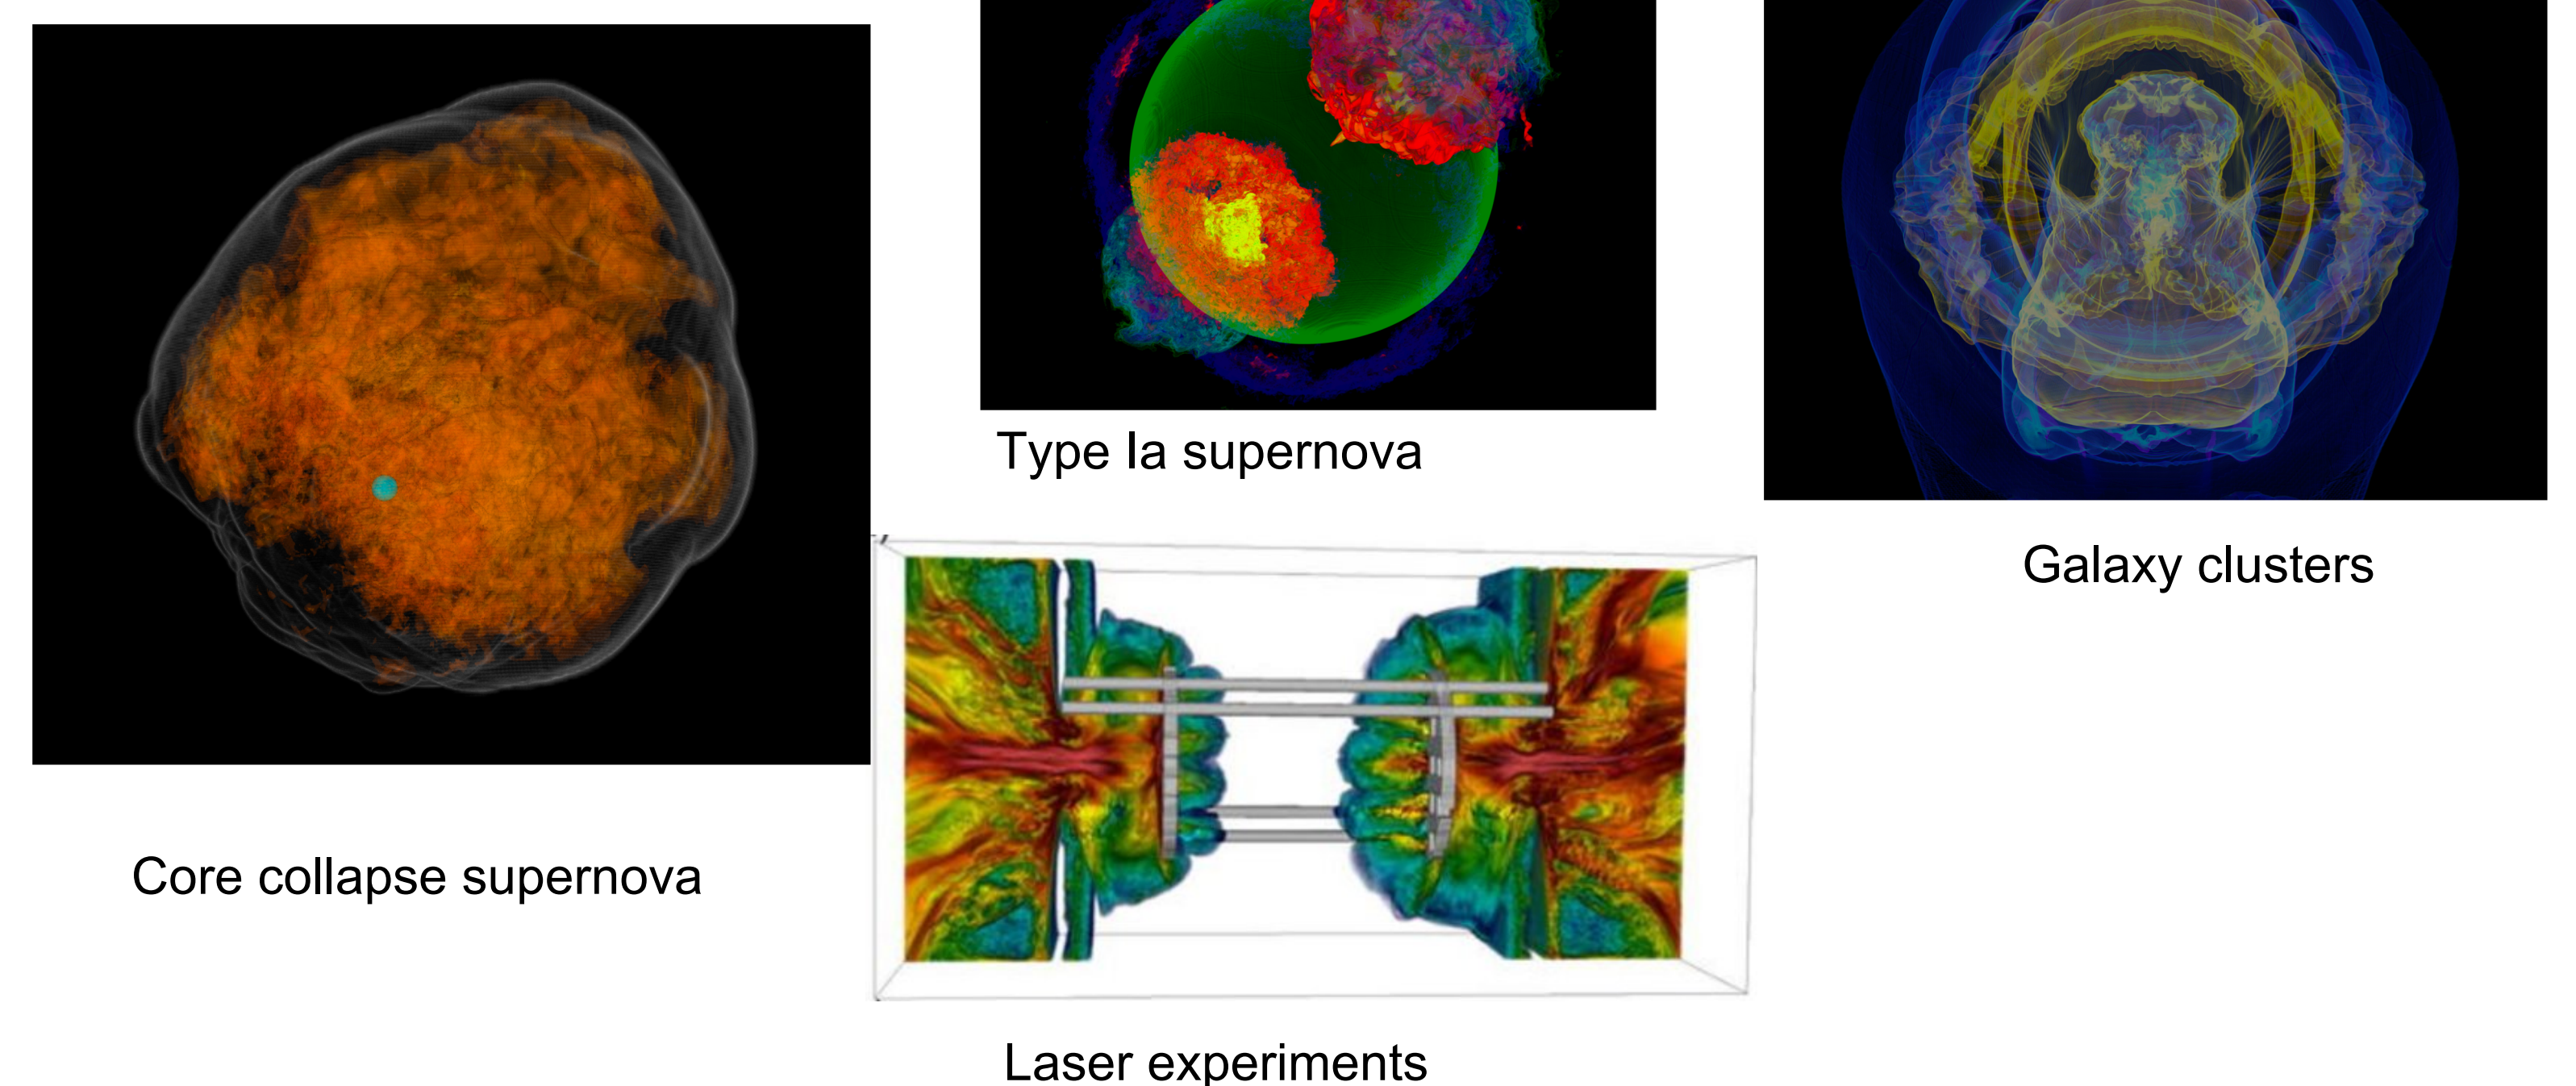 Type Ia supernova
Galaxy clusters
Core collapse supernova
Laser experiments